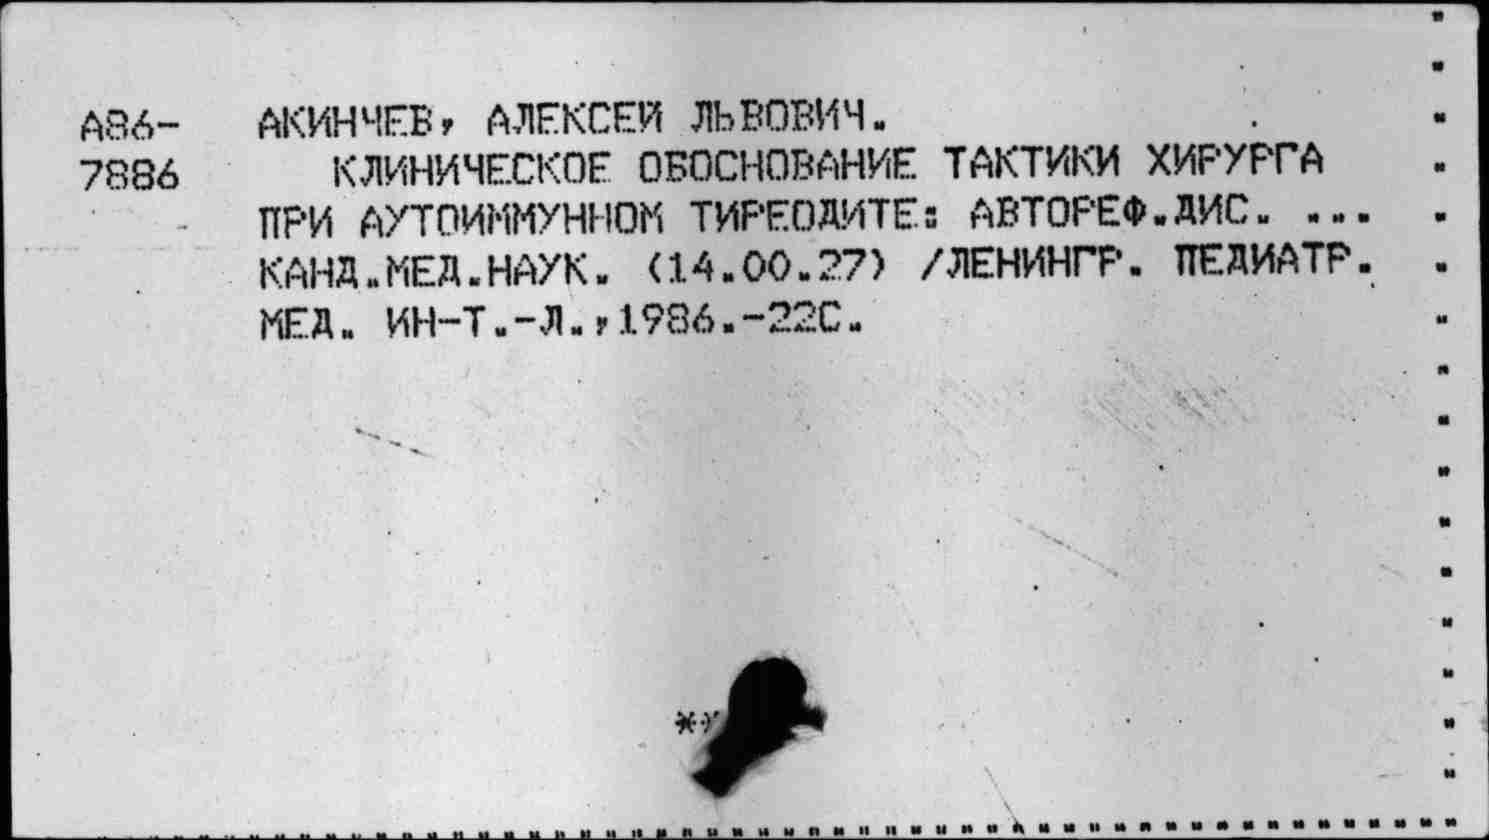 А86- АКИНЧЕВ, АЛЕКСЕЙ ЛЬВОВИЧ.
7886 КЛИНИЧЕСКОЕ ОБОСНОВАНИЕ ТАКТИКИ ХИРУРГА
ПРИ АУТОИММУННОМ ТИРЕОДИТЕ: АВТОРЕФ.ДИС. ...
КАНД.МЕД.НАУК. (14.00.27) /ЛЕНИНГР. ПЕДИАТР.
МЕД. ИН-Т.-Л.,1986.-22С.
**